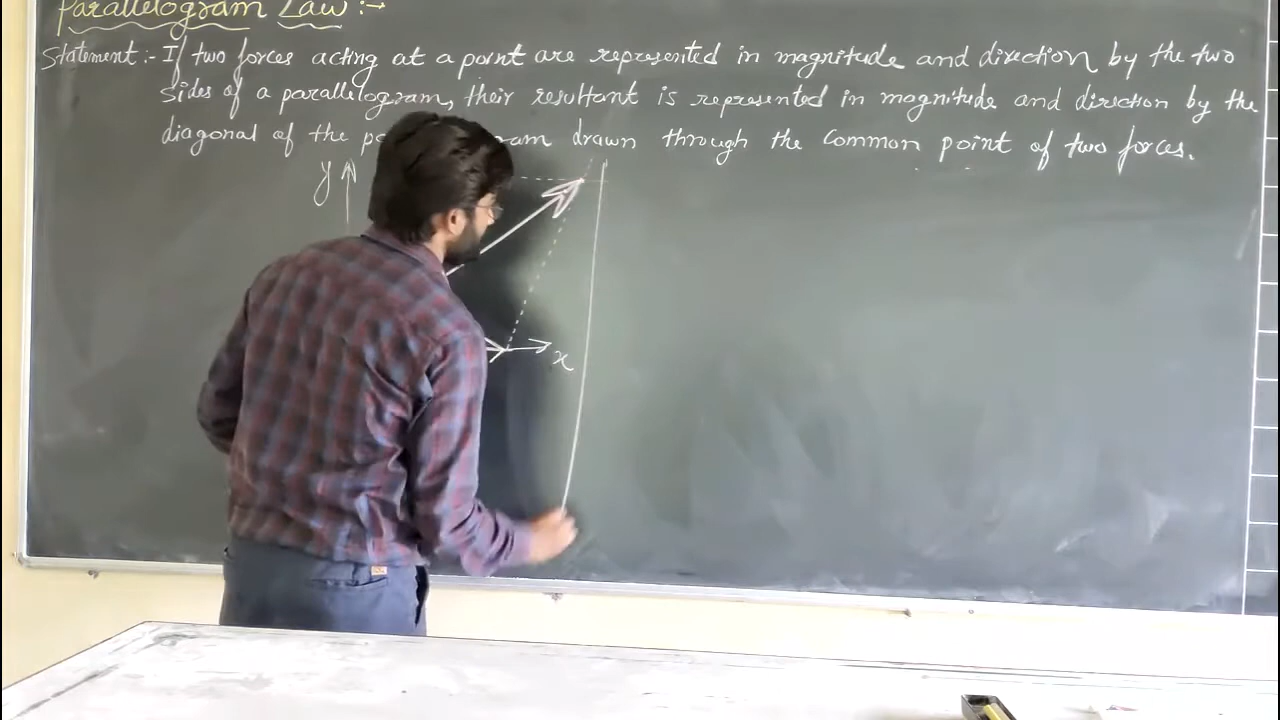 Parallelogram Law :→
Statement :- If two forces acting at a point are represented in magnitude and direction by the two
sides of a parallelogram, their resultant is represented in magnitude and direction by the
diagonal of the drawn through the common point of two forces.
y
x